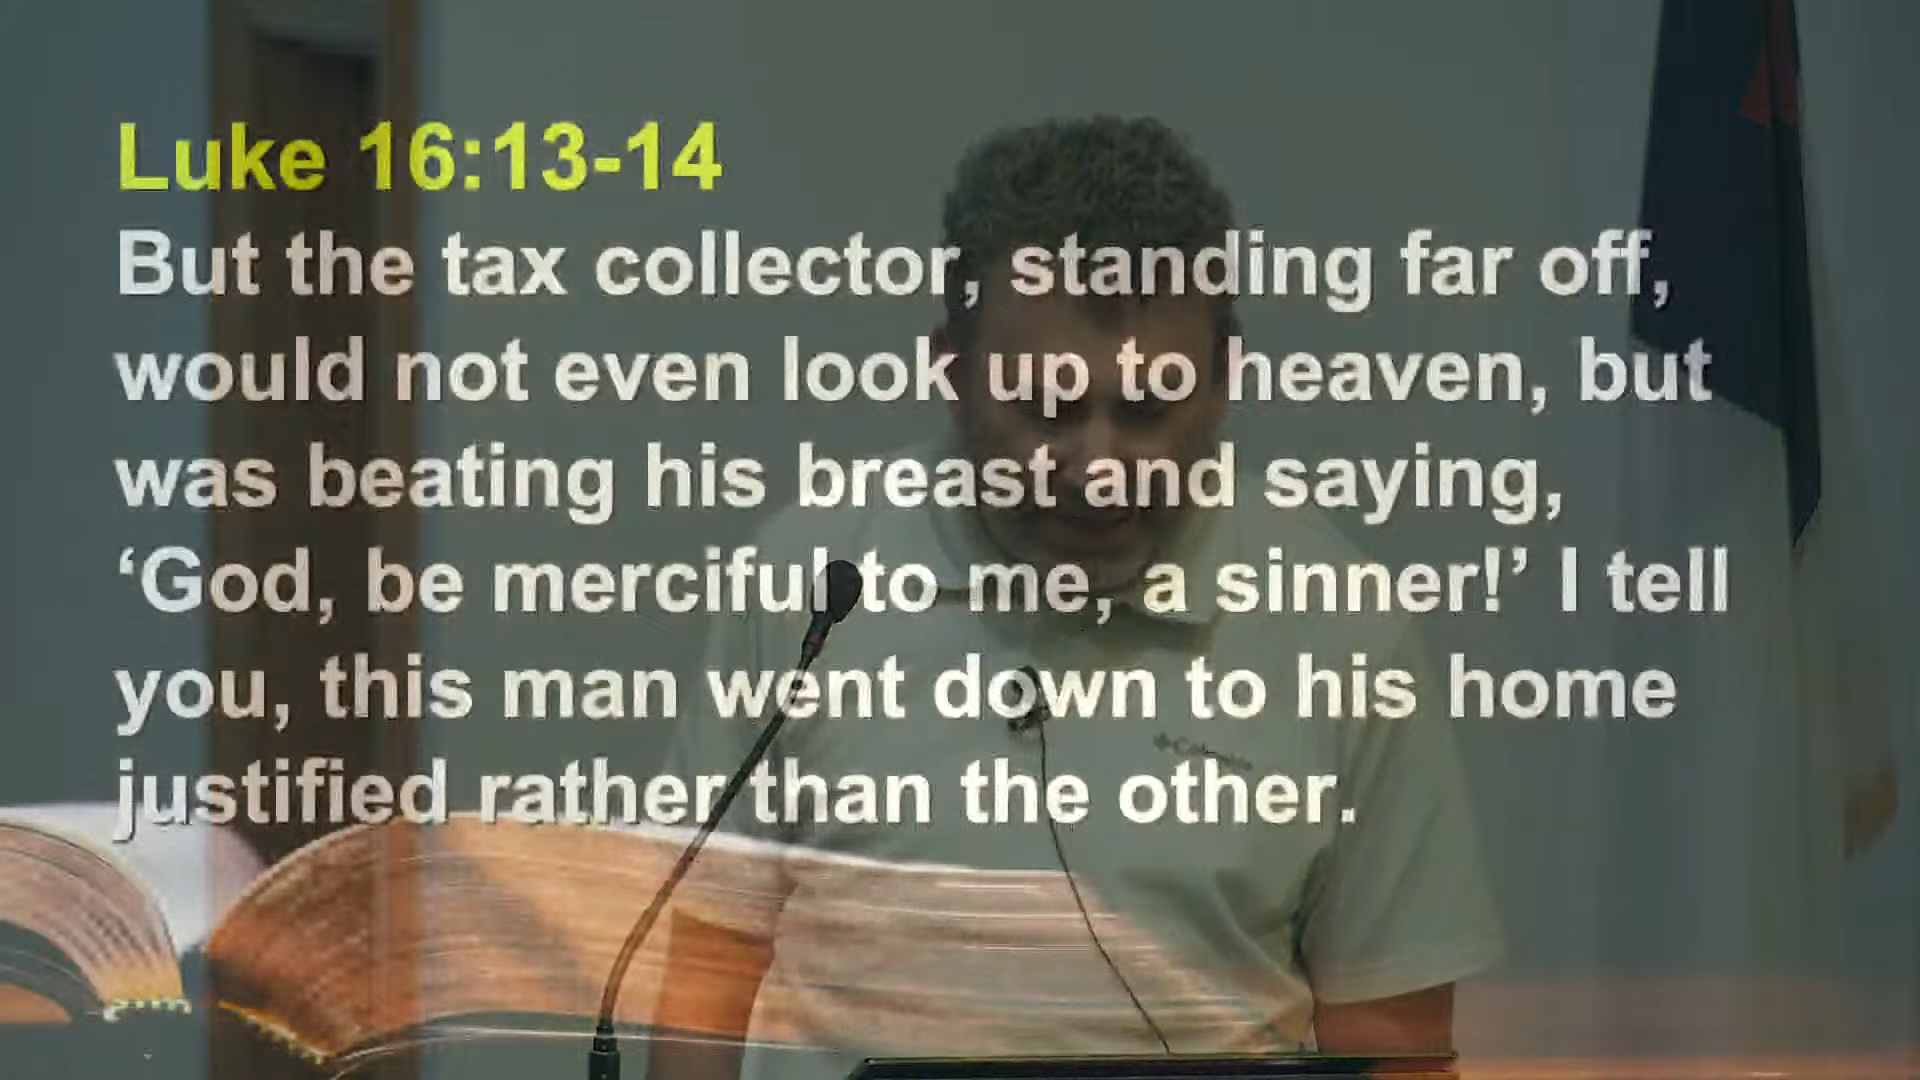 Luke 16:13-14
But the tax collector, standing far off,
would not even look up to heaven, but
was beating his breast and saying,
‘God, be merciful to me, a sinner!’ I tell
you, this man went down to his home
justified rather than the other.
Columbia